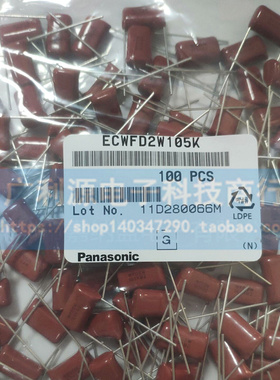 ECWFD2W105K
100 PCS
Lot No. 11D280066M
LDPE
G
Panasonic
(N)
shop140347290.taobao.com